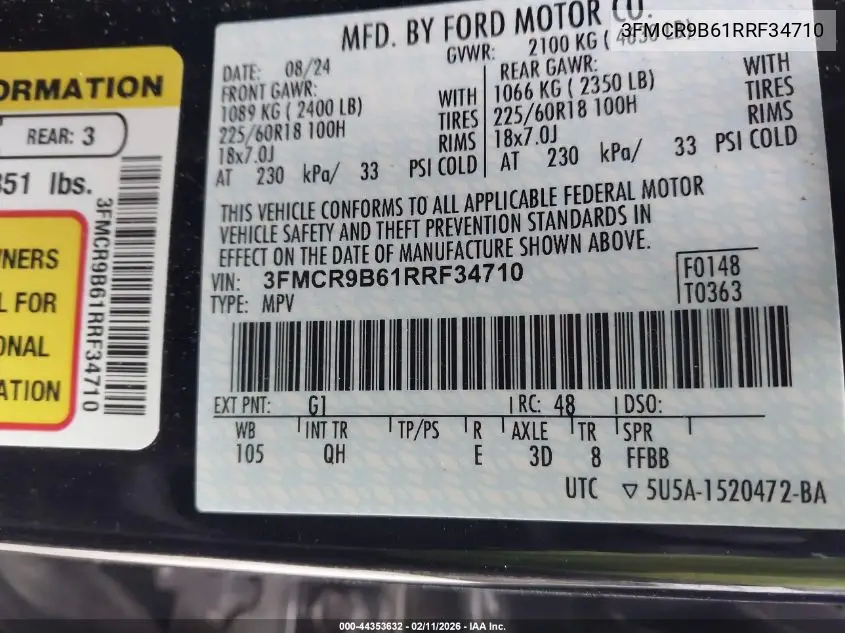 MFD. BY FORD MOTOR CO.
3FMCR9B61RRF34710
DATE: 08/24
GVWR: 2100 KG (
FRONT GAWR:
1089 KG ( 2400 LB)
WITH
225/60R18 100H
TIRES
18x7.0J
RIMS
AT 230 kPa/ 33 PSI COLD
REAR GAWR:
1066 KG ( 2350 LB)
WITH
225/60R18 100H
TIRES
18x7.0J
RIMS
AT 230 kPa/ 33 PSI COLD
THIS VEHICLE CONFORMS TO ALL APPLICABLE FEDERAL MOTOR
VEHICLE SAFETY AND THEFT PREVENTION STANDARDS IN
EFFECT ON THE DATE OF MANUFACTURE SHOWN ABOVE.
VIN: 3FMCR9B61RRF34710
TYPE: MPV
F0148
T0363
EXT PNT: G1 RC: 48 DSO:
WB INT TR TP/PS R AXLE TR SPR
105 QH E 3D 8 FFBB
UTC ▽ 5U5A-1520472-BA
ORMATION
REAR: 3
351 lbs.
3FMCR9B61RRF34710
NERS
L FOR
ONAL
ATION
000-44353632 - 02/11/2026 - IAA Inc.